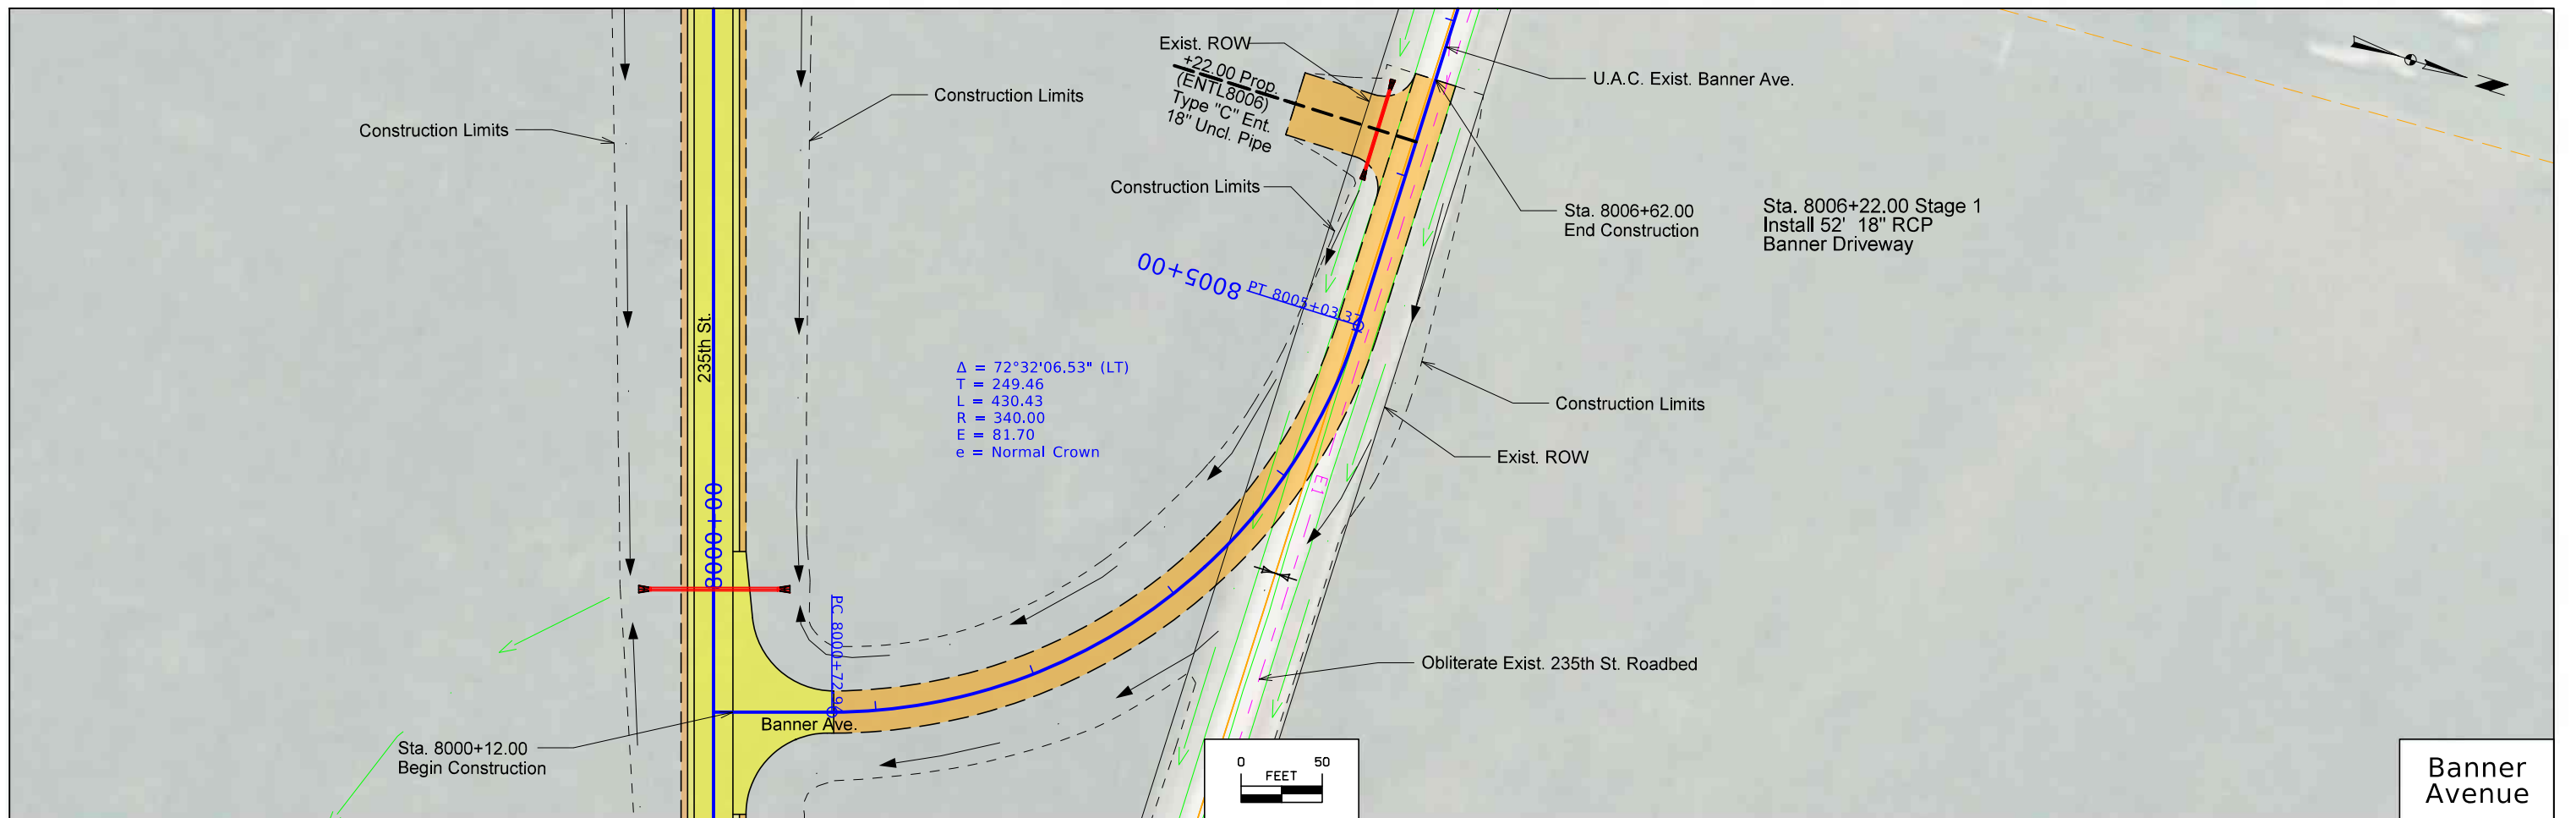 Exist. ROW
+22.00 Prop.
(ENTL8006)
Type "C" Ent.
18" Uncl. Pipe
U.A.C. Exist. Banner Ave.
Construction Limits
Construction Limits
Construction Limits
Sta. 8006+62.00
End Construction
Sta. 8006+22.00 Stage 1
Install 52' 18" RCP
Banner Driveway
8005+00
PT 8005+03.37
235th St.
Δ = 72°32'06.53" (LT)
T = 249.46
L = 430.43
R = 340.00
E = 81.70
e = Normal Crown
Construction Limits
Exist. ROW
E1
8000+00
PC 8000+72.94
Obliterate Exist. 235th St. Roadbed
Banner Ave.
Sta. 8000+12.00
Begin Construction
0 50
FEET
Banner
Avenue